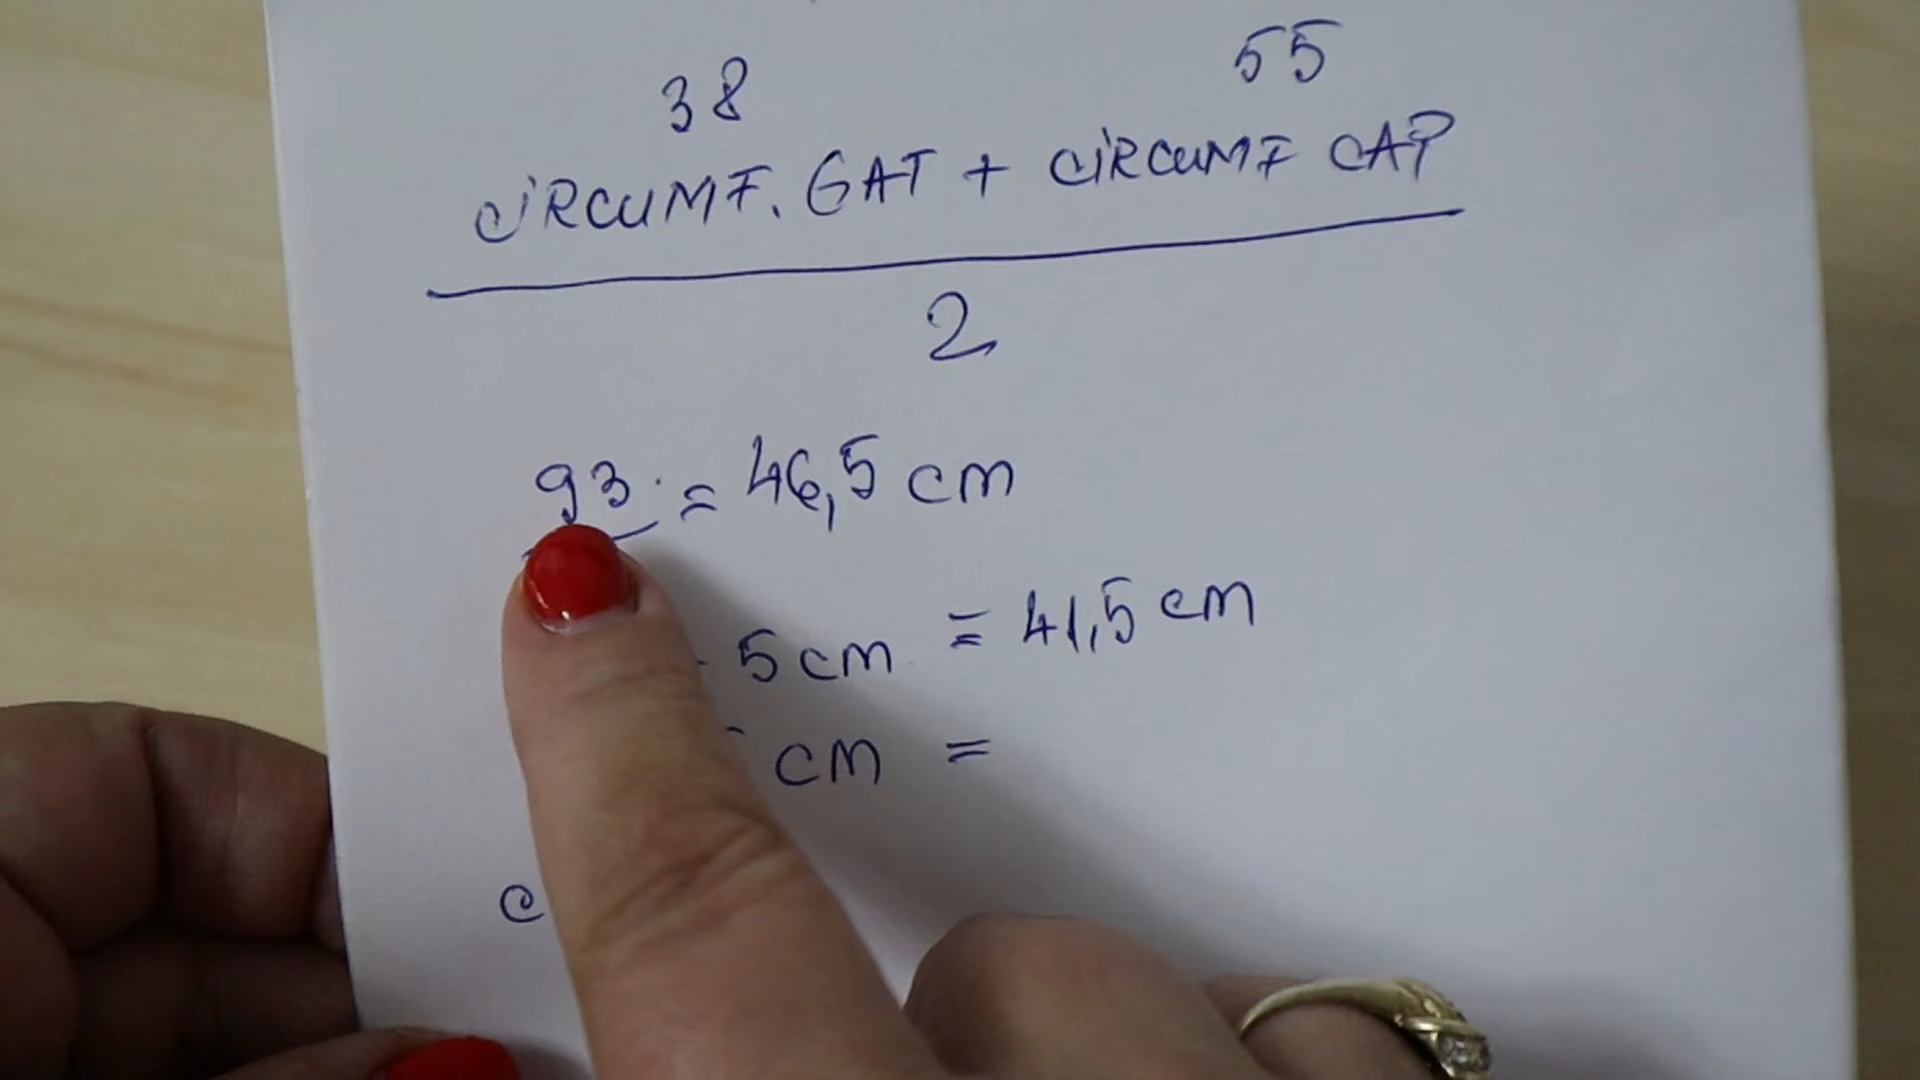 38 55
CIRCUMF. GAT + CIRCUMF CAP
2
93 = 46,5 cm
- 5 cm = 41,5 cm
cm =